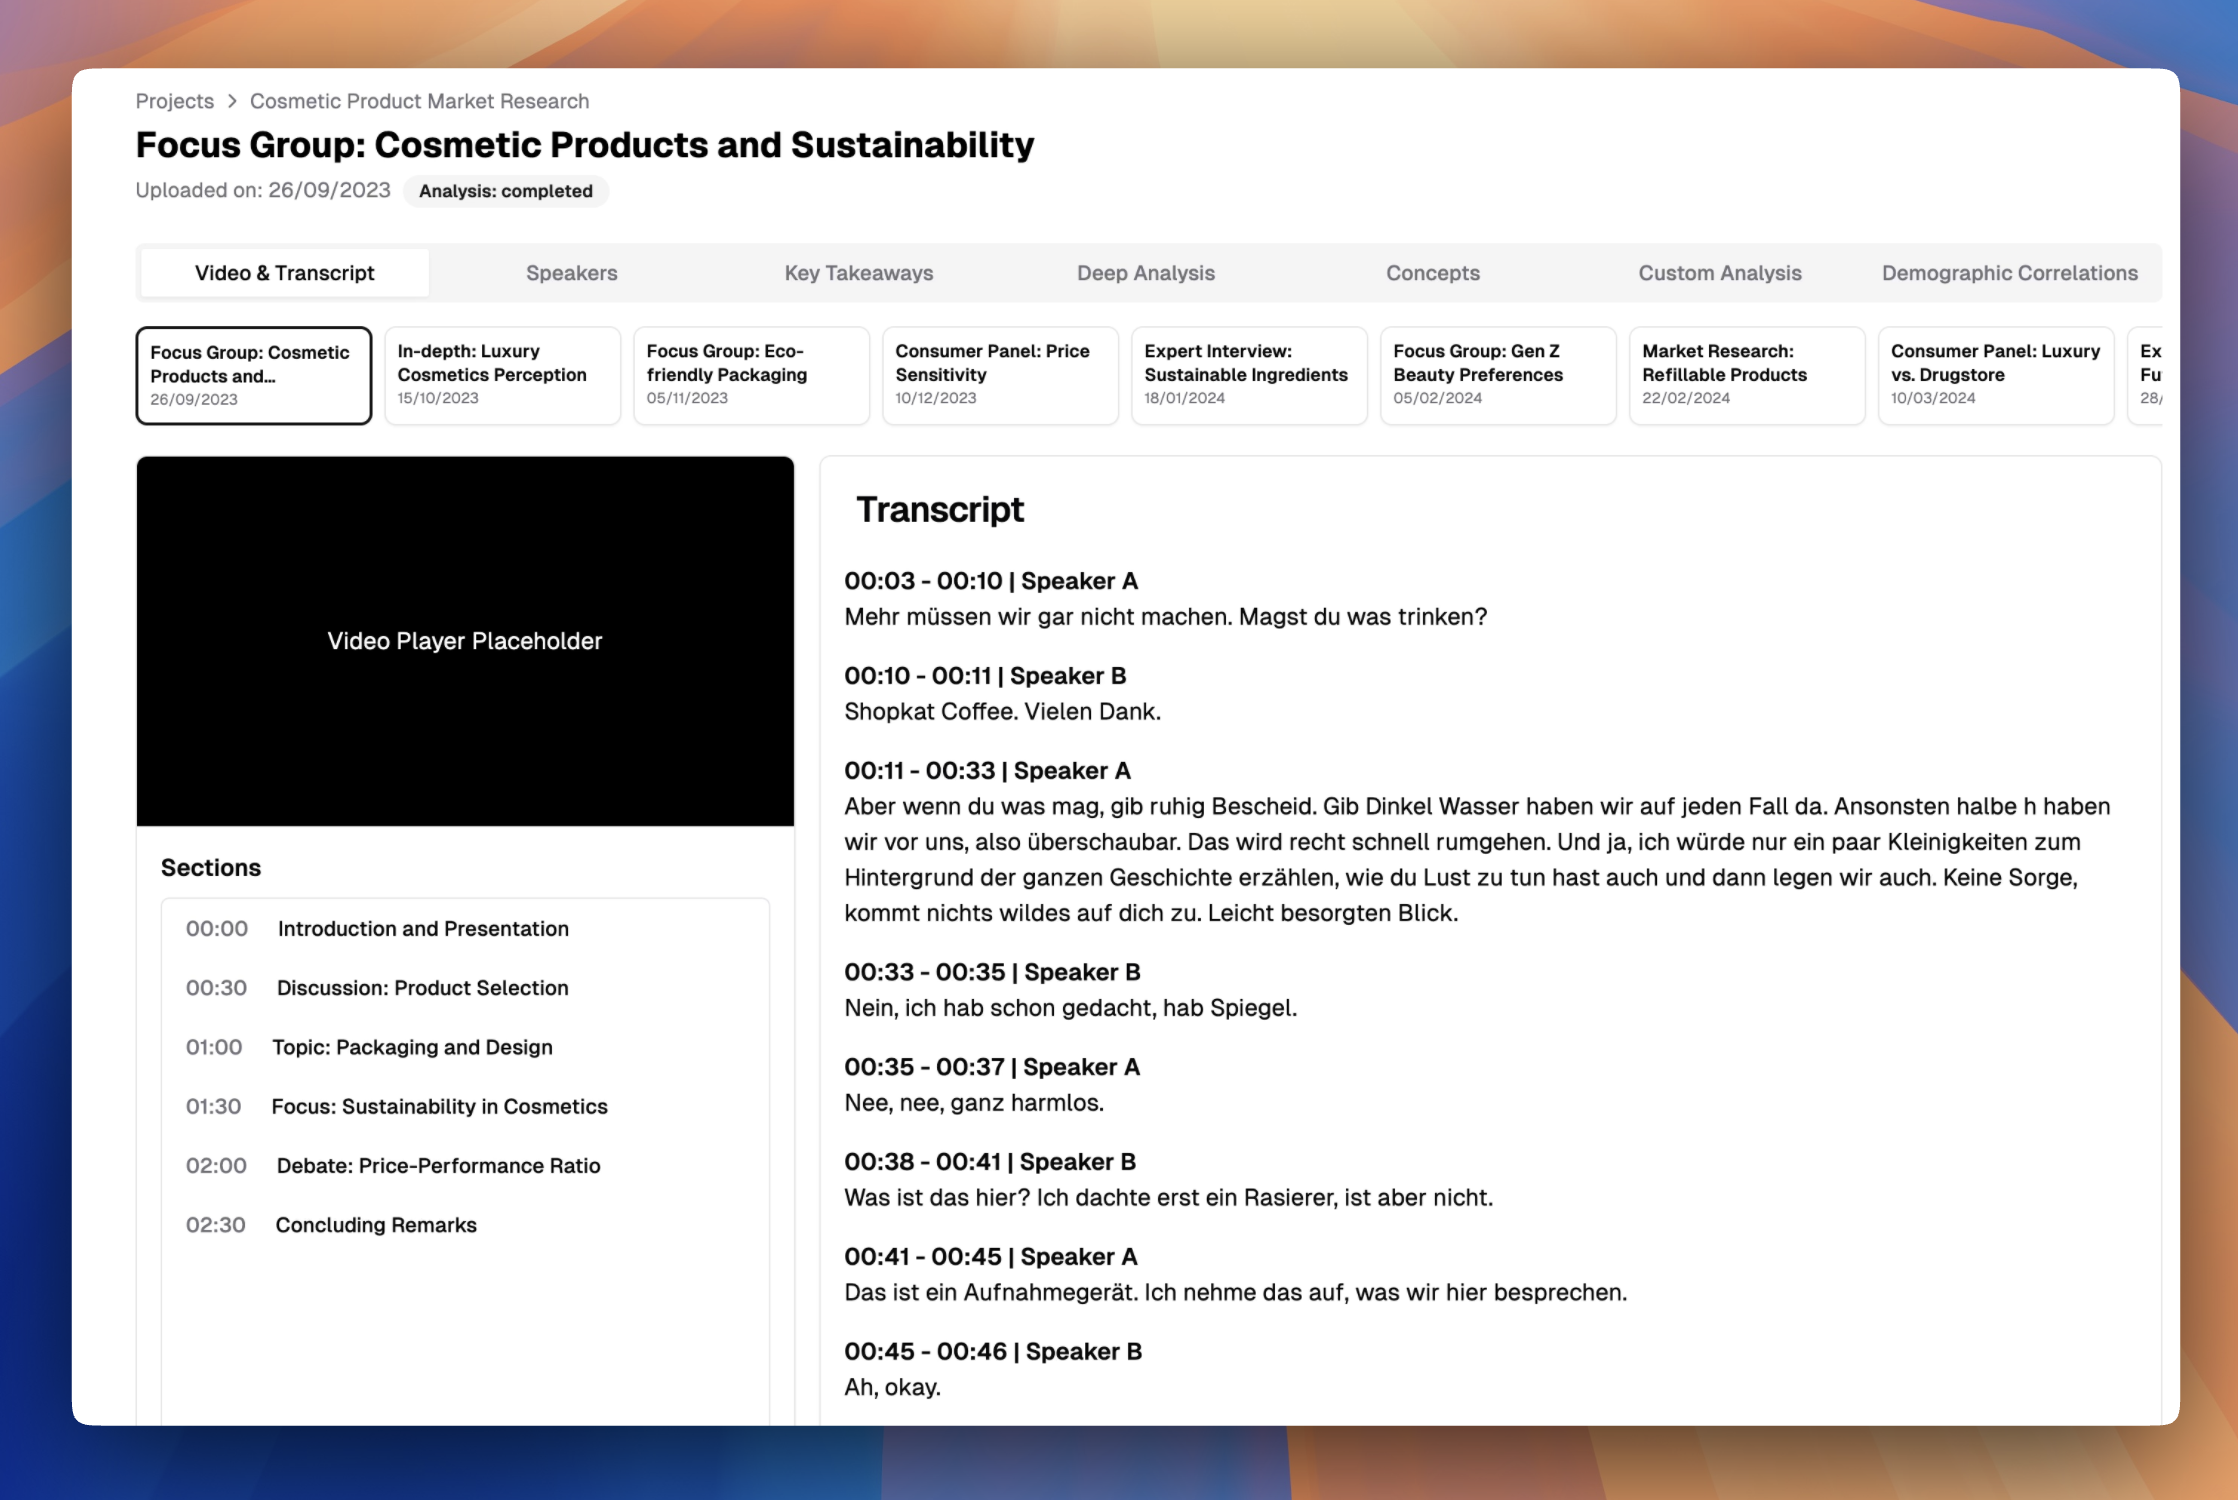 Projects > Cosmetic Product Market Research
Focus Group: Cosmetic Products and Sustainability
Uploaded on: 26/09/2023 Analysis: completed
Video & Transcript Speakers Key Takeaways Deep Analysis Concepts Custom Analysis Demographic Correlations
Focus Group: Cosmetic
Products and...
26/09/2023
In-depth: Luxury
Cosmetics Perception
15/10/2023
Focus Group: Eco-
friendly Packaging
05/11/2023
Consumer Panel: Price
Sensitivity
10/12/2023
Expert Interview:
Sustainable Ingredients
18/01/2024
Focus Group: Gen Z
Beauty Preferences
05/02/2024
Market Research:
Refillable Products
22/02/2024
Consumer Panel: Luxury
vs. Drugstore
10/03/2024
Ex
Fu
28/
Video Player Placeholder
Sections
00:00 Introduction and Presentation
00:30 Discussion: Product Selection
01:00 Topic: Packaging and Design
01:30 Focus: Sustainability in Cosmetics
02:00 Debate: Price-Performance Ratio
02:30 Concluding Remarks
Transcript
00:03 - 00:10 | Speaker A
Mehr müssen wir gar nicht machen. Magst du was trinken?
00:10 - 00:11 | Speaker B
Shopkat Coffee. Vielen Dank.
00:11 - 00:33 | Speaker A
Aber wenn du was mag, gib ruhig Bescheid. Gib Dinkel Wasser haben wir auf jeden Fall da. Ansonsten halbe h haben
wir vor uns, also überschaubar. Das wird recht schnell rumgehen. Und ja, ich würde nur ein paar Kleinigkeiten zum
Hintergrund der ganzen Geschichte erzählen, wie du Lust zu tun hast auch und dann legen wir auch. Keine Sorge,
kommt nichts wildes auf dich zu. Leicht besorgten Blick.
00:33 - 00:35 | Speaker B
Nein, ich hab schon gedacht, hab Spiegel.
00:35 - 00:37 | Speaker A
Nee, nee, ganz harmlos.
00:38 - 00:41 | Speaker B
Was ist das hier? Ich dachte erst ein Rasierer, ist aber nicht.
00:41 - 00:45 | Speaker A
Das ist ein Aufnahmegerät. Ich nehme das auf, was wir hier besprechen.
00:45 - 00:46 | Speaker B
Ah, okay.